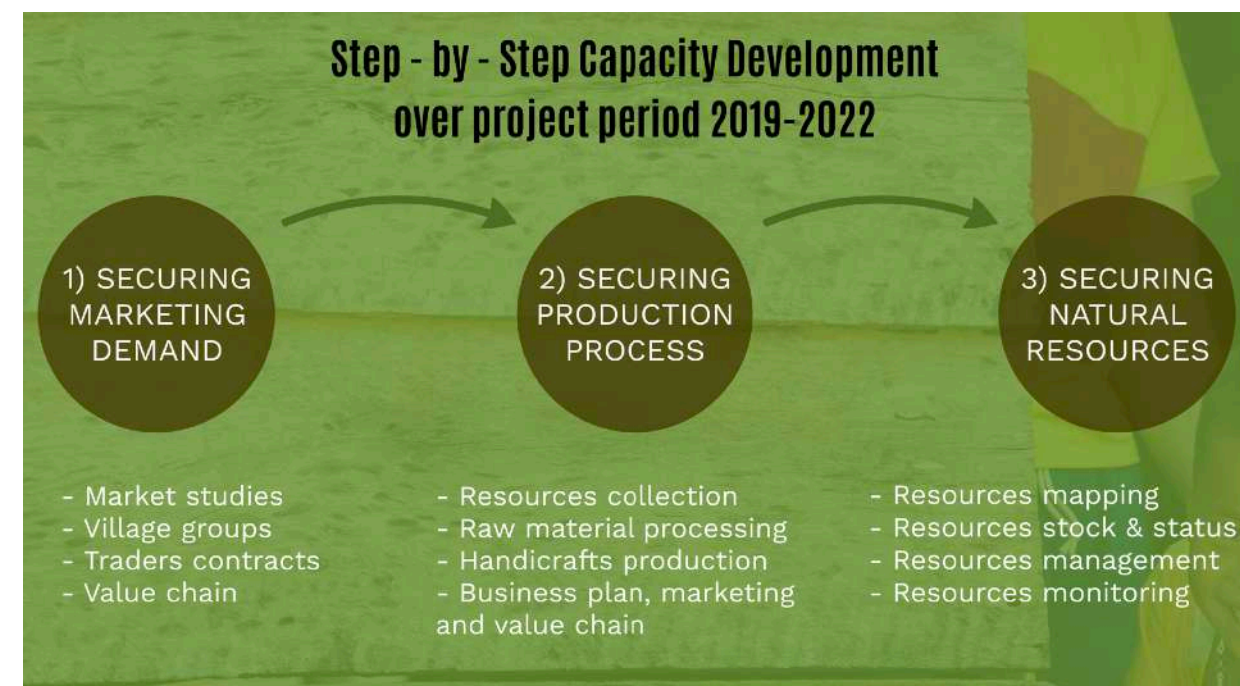 Step - by - Step Capacity Development
over project period 2019-2022
1) SECURING
MARKETING
DEMAND
2) SECURING
PRODUCTION
PROCESS
3) SECURING
NATURAL
RESOURCES
- Market studies
- Village groups
- Traders contracts
- Value chain
- Resources collection
- Raw material processing
- Handicrafts production
- Business plan, marketing
and value chain
- Resources mapping
- Resources stock & status
- Resources management
- Resources monitoring